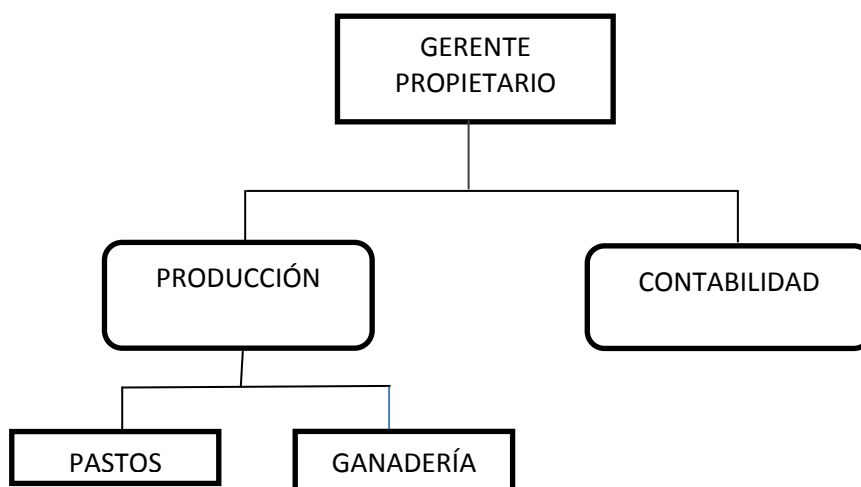 GERENTE
PROPIETARIO
PRODUCCIÓN
CONTABILIDAD
PASTOS
GANADERÍA